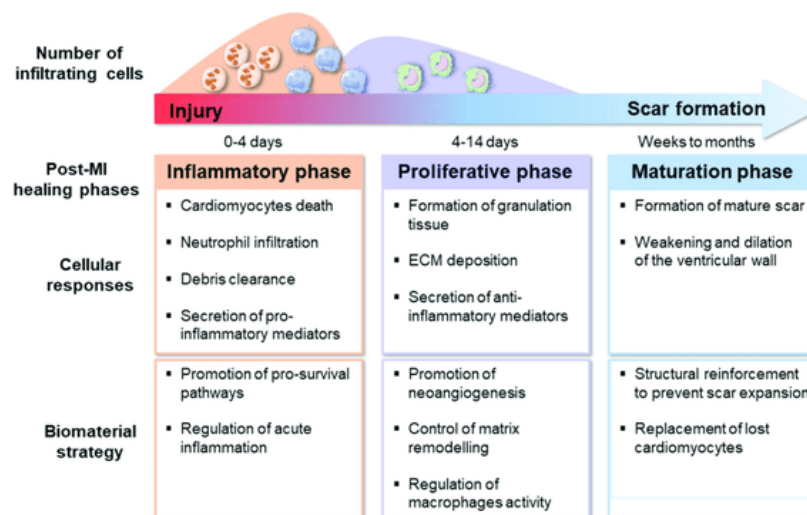 Number of
infiltrating cells
Injury
Scar formation
0-4 days
4-14 days
Weeks to months
Post-MI
healing phases
Inflammatory phase
Proliferative phase
Maturation phase
Cellular
responses
▪ Cardiomyocytes death
▪ Neutrophil infiltration
▪ Debris clearance
▪ Secretion of pro-
inflammatory mediators
▪ Formation of granulation
tissue
▪ ECM deposition
▪ Secretion of anti-
inflammatory mediators
▪ Formation of mature scar
▪ Weakening and dilation
of the ventricular wall
Biomaterial
strategy
▪ Promotion of pro-survival
pathways
▪ Regulation of acute
inflammation
▪ Promotion of
neoangiogenesis
▪ Control of matrix
remodelling
▪ Regulation of
macrophages activity
▪ Structural reinforcement
to prevent scar expansion
▪ Replacement of lost
cardiomyocytes